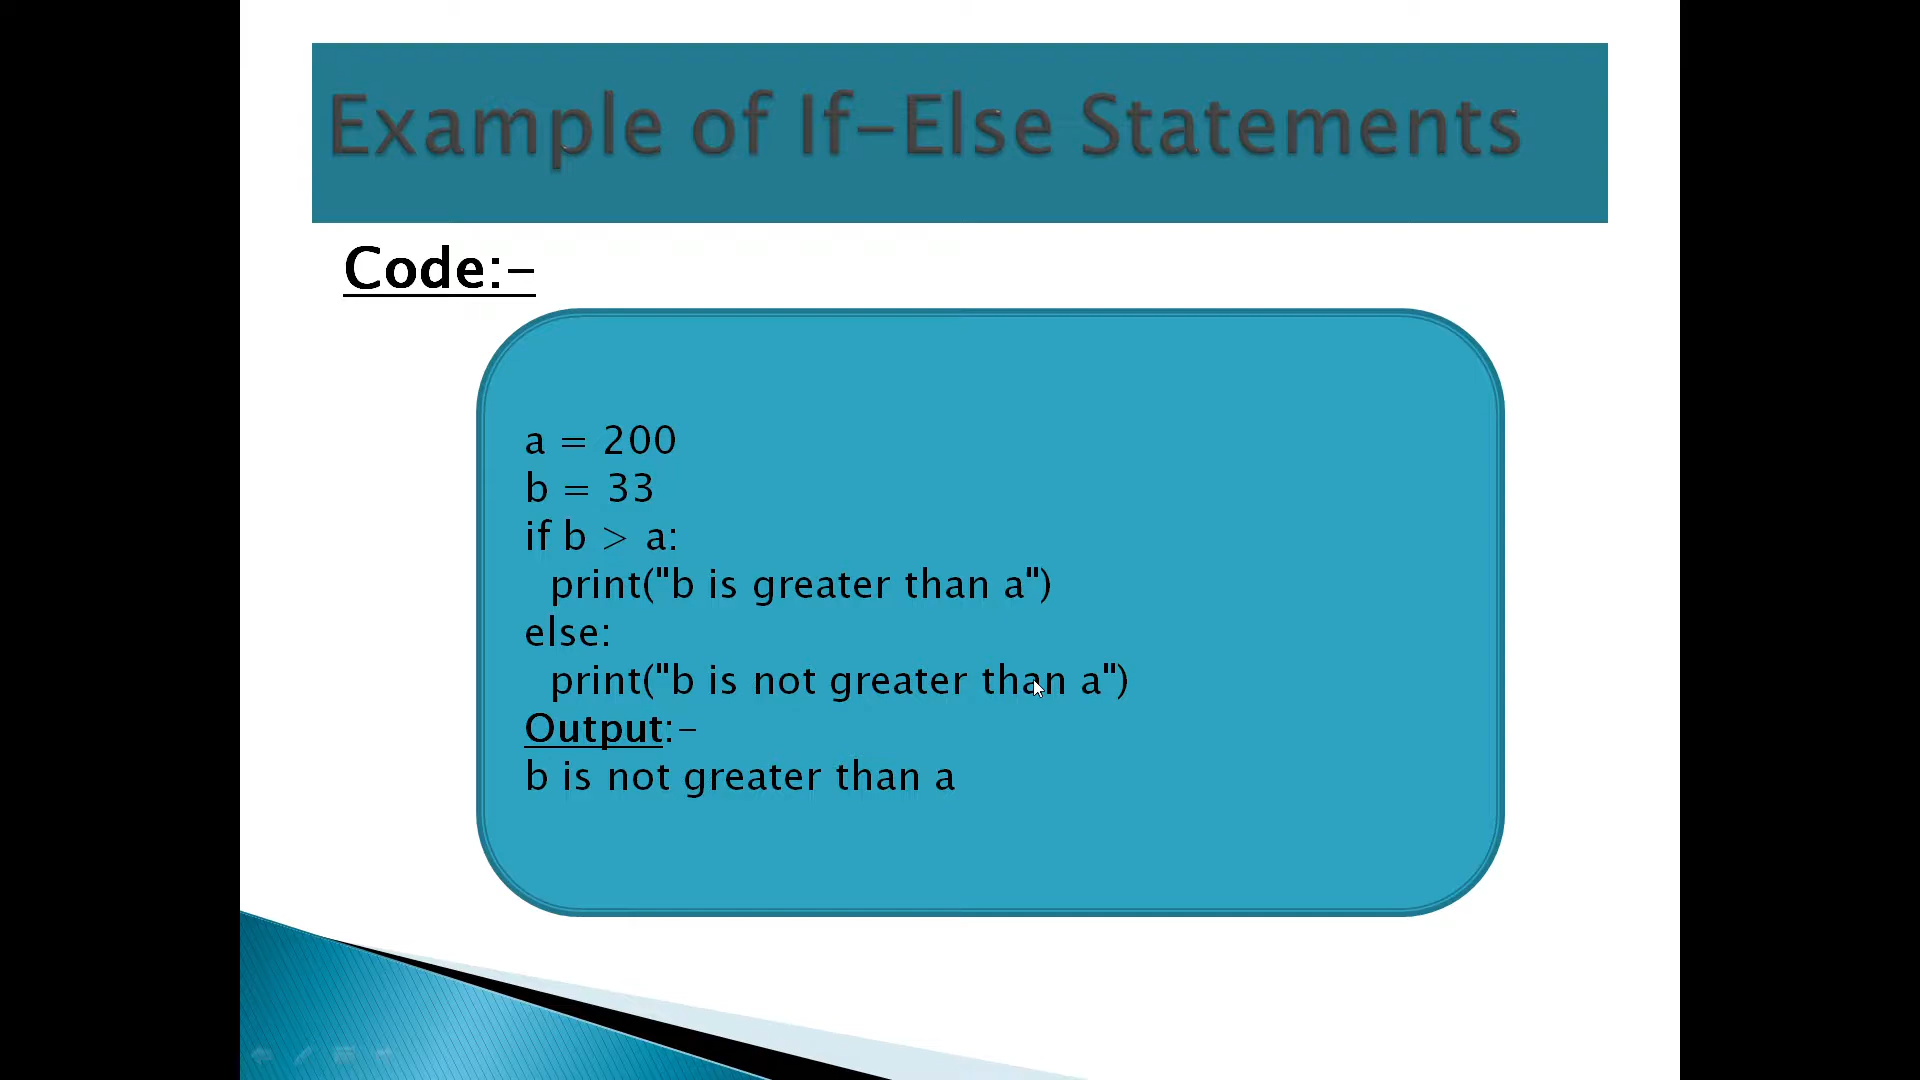 Example of If-Else Statements
Code:-
a = 200
b = 33
if b > a:
  print("b is greater than a")
else:
  print("b is not greater than a")
Output:-
b is not greater than a